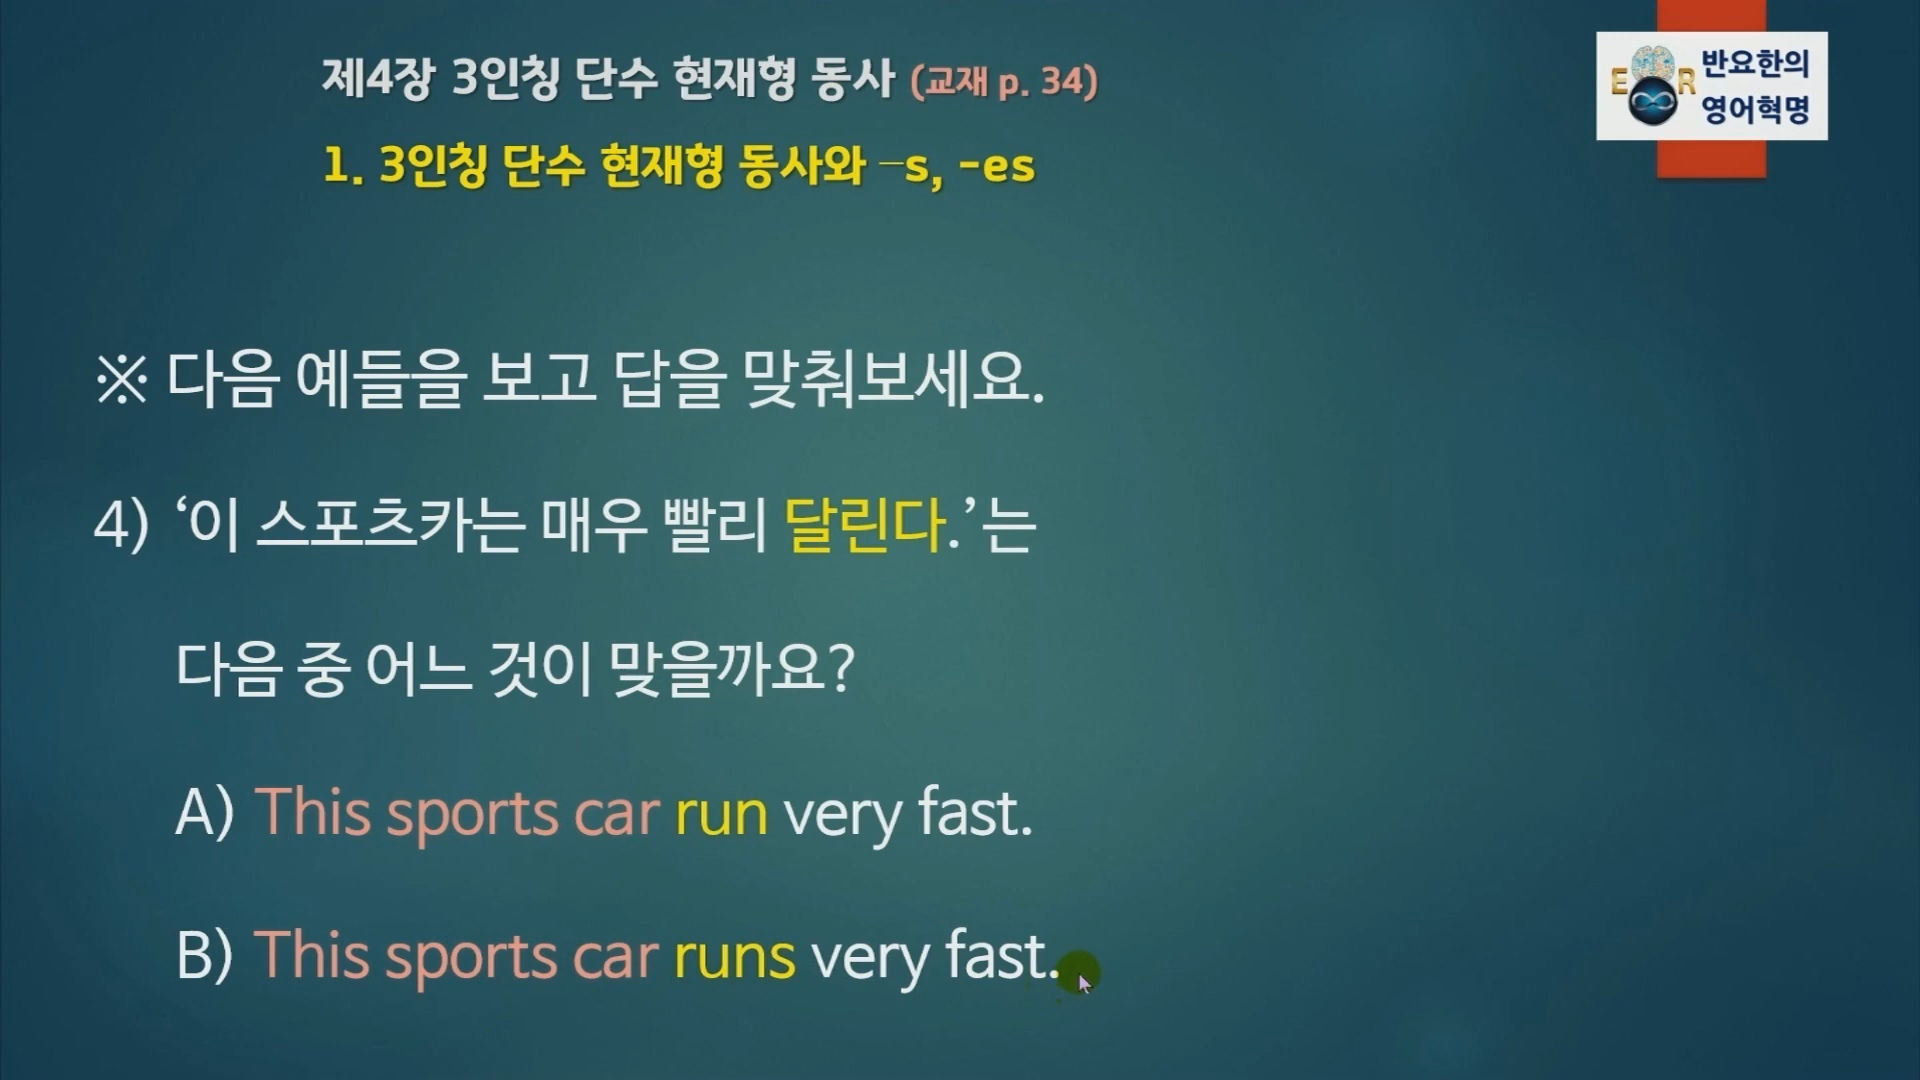 제4장 3인칭 단수 현재형 동사 (교재 p. 34)
1. 3인칭 단수 현재형 동사와 –s, -es
E R 반요한의
영어혁명
※ 다음 예들을 보고 답을 맞춰보세요.
4) ‘이 스포츠카는 매우 빨리 달린다.’는
다음 중 어느 것이 맞을까요?
A) This sports car run very fast.
B) This sports car runs very fast.